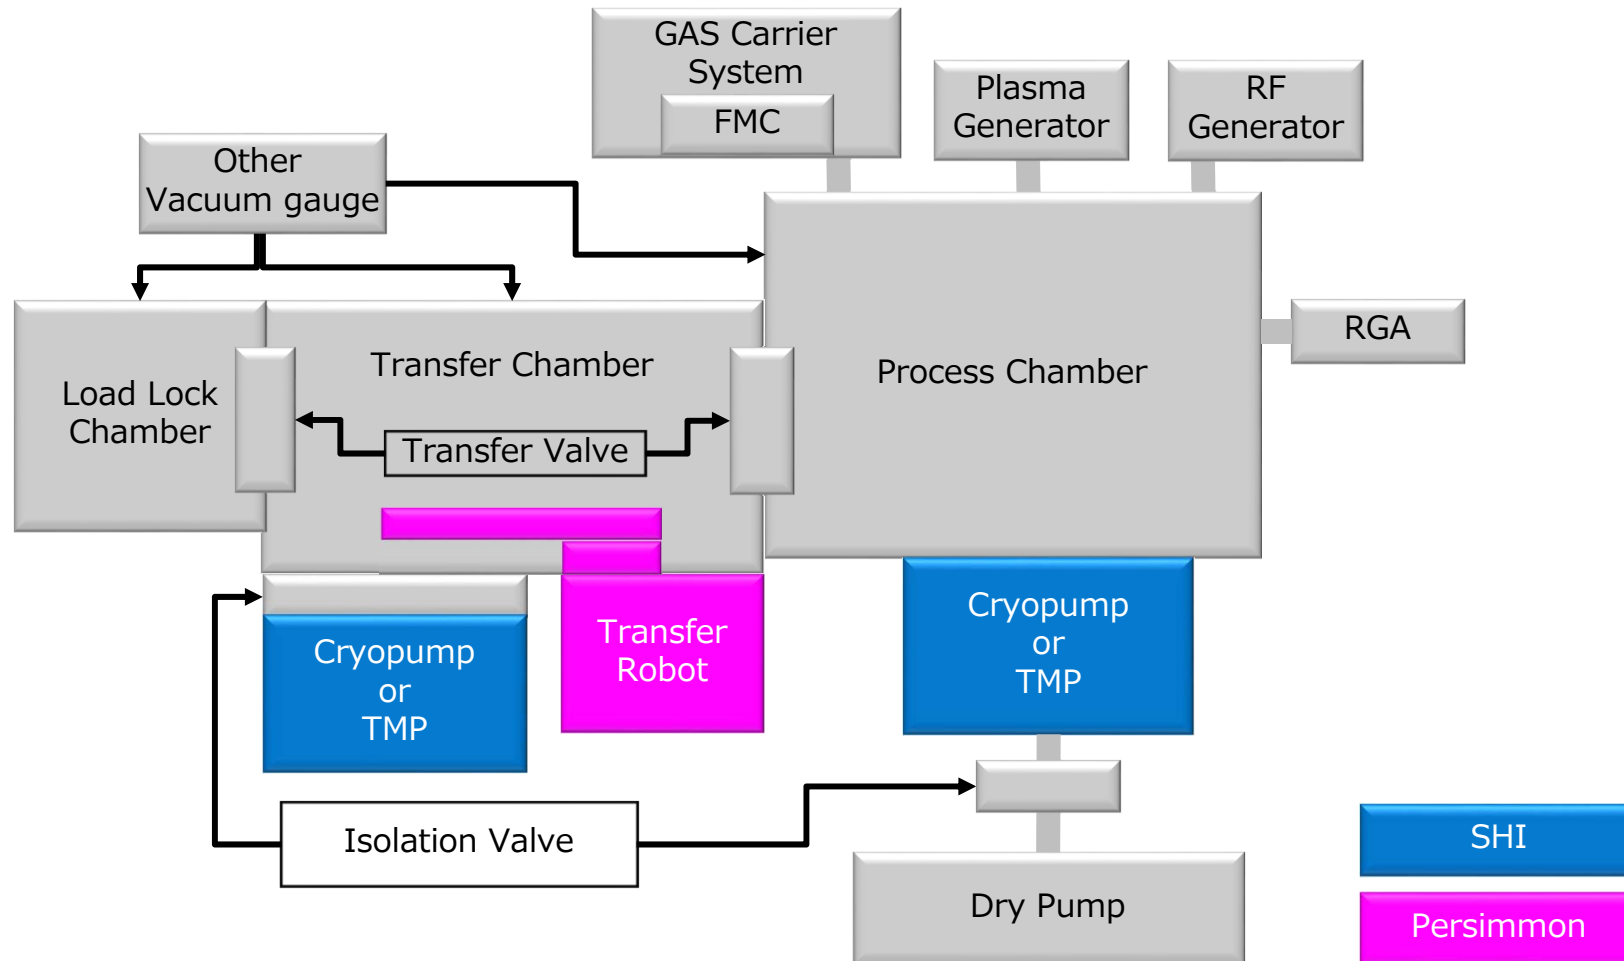 GAS Carrier
System
FMC
Plasma
Generator
RF
Generator
Other
Vacuum gauge
RGA
Transfer Chamber
Process Chamber
Load Lock
Chamber
Transfer Valve
Cryopump
or
TMP
Transfer
Robot
Cryopump
or
TMP
Isolation Valve
SHI
Dry Pump
Persimmon